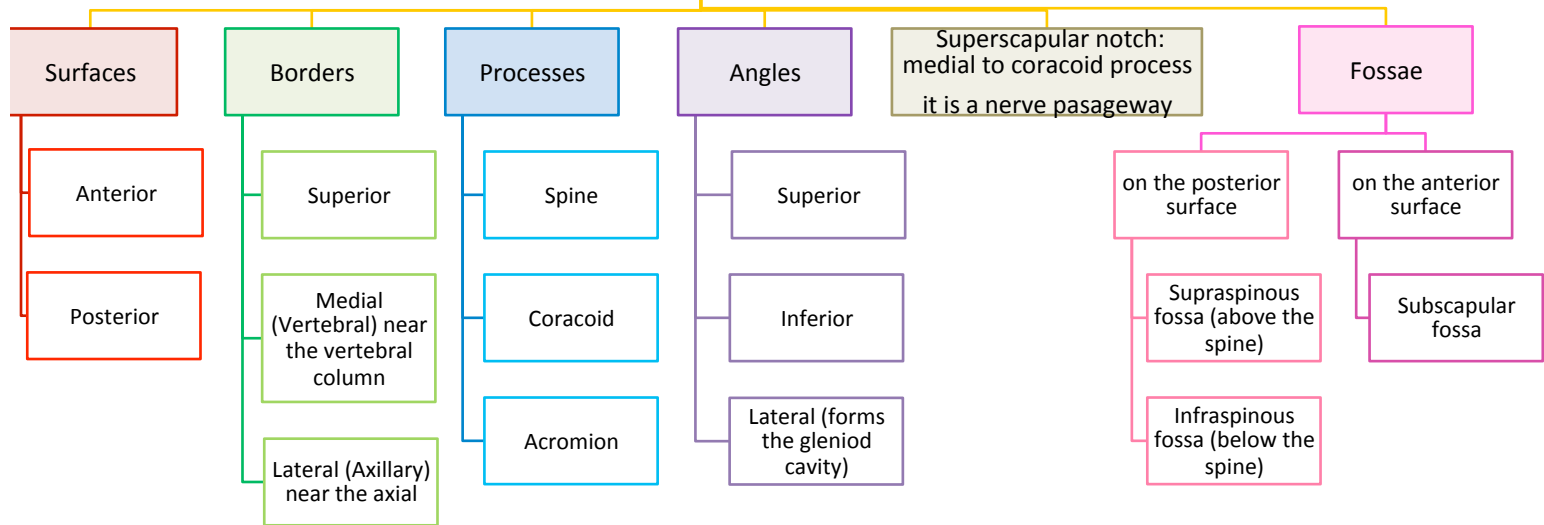 Surfaces
Anterior
Posterior
Borders
Superior
Medial
(Vertebral) near
the vertebral
column
Lateral (Axillary)
near the axial
Processes
Spine
Coracoid
Acromion
Angles
Superior
Inferior
Lateral (forms
the gleniod
cavity)
Superscapular notch:
medial to coracoid process
it is a nerve pasageway
Fossae
on the posterior
surface
Supraspinous
fossa (above the
spine)
Infraspinous
fossa (below the
spine)
on the anterior
surface
Subscapular
fossa